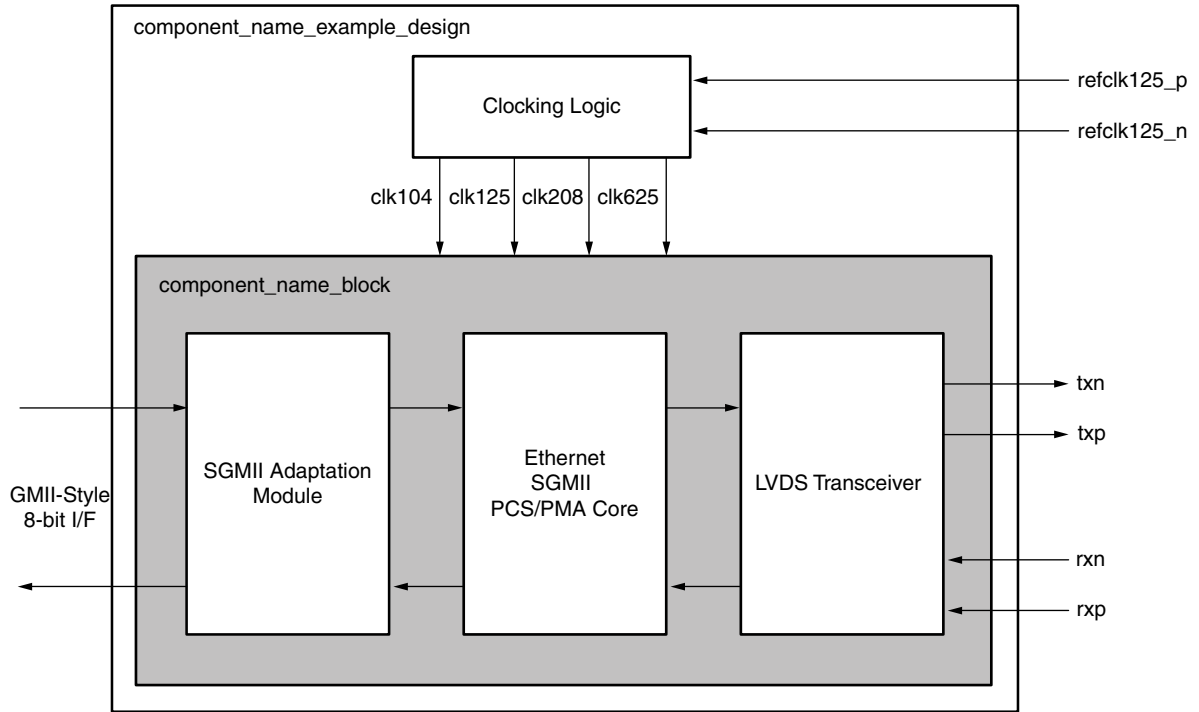 component_name_example_design
Clocking Logic
refclk125_p
refclk125_n
clk104
clk125
clk208
clk625
component_name_block
GMII-Style
8-bit I/F
SGMII Adaptation
Module
Ethernet
SGMII
PCS/PMA Core
LVDS Transceiver
txn
txp
rxn
rxp